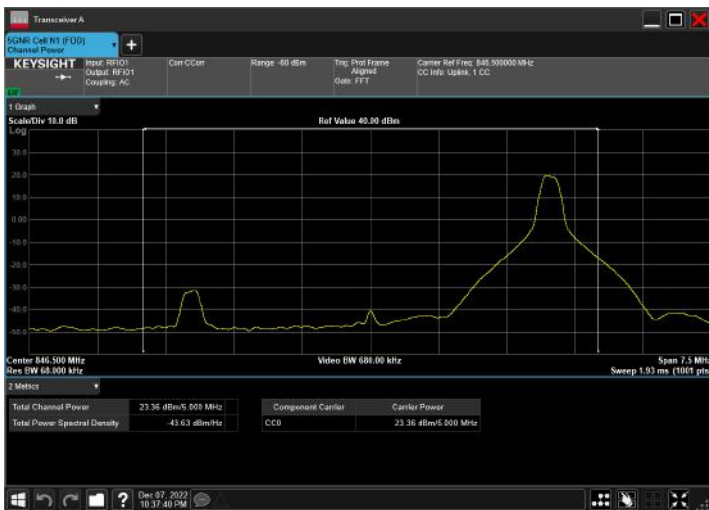 Transceiver A
5GNR Cell N1 (FDD)
Channel Power
+
KEYSIGHT
Input: RFIO1
Output: RFIO1
Coupling: AC
Corr CCorr
Range -60 dBm
Trig: Prot Frame
Aligned
Gate: FFT
Carrier Ref Freq: 846.500000 MHz
CC Info: Uplink, 1 CC
1 Graph
Scale/Div 10.0 dB
Ref Value 40.00 dBm
Log
30.0
20.0
10.0
0.00
-10.0
-20.0
-30.0
-40.0
-50.0
Center 846.500 MHz
Video BW 680.00 kHz
Span 7.5 MHz
Res BW 68.000 kHz
Sweep 1.93 ms (1001 pts
2 Metrics
Total Channel Power 23.36 dBm/5.000 MHz
Total Power Spectral Density -43.63 dBm/Hz
Component Carrier Carrier Power
CC0 23.36 dBm/5.000 MHz
?
Dec 07, 2022
10:37:40 PM